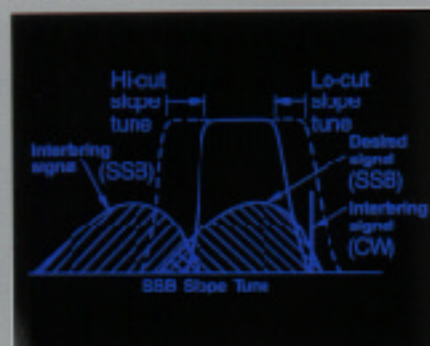 Hi-cut
slope
tune
Lo-cut
slope
tune
Interfering
signal
(SSB)
Desired
signal
(SSB)
Interfering
signal
(CW)
SSB Slope Tune